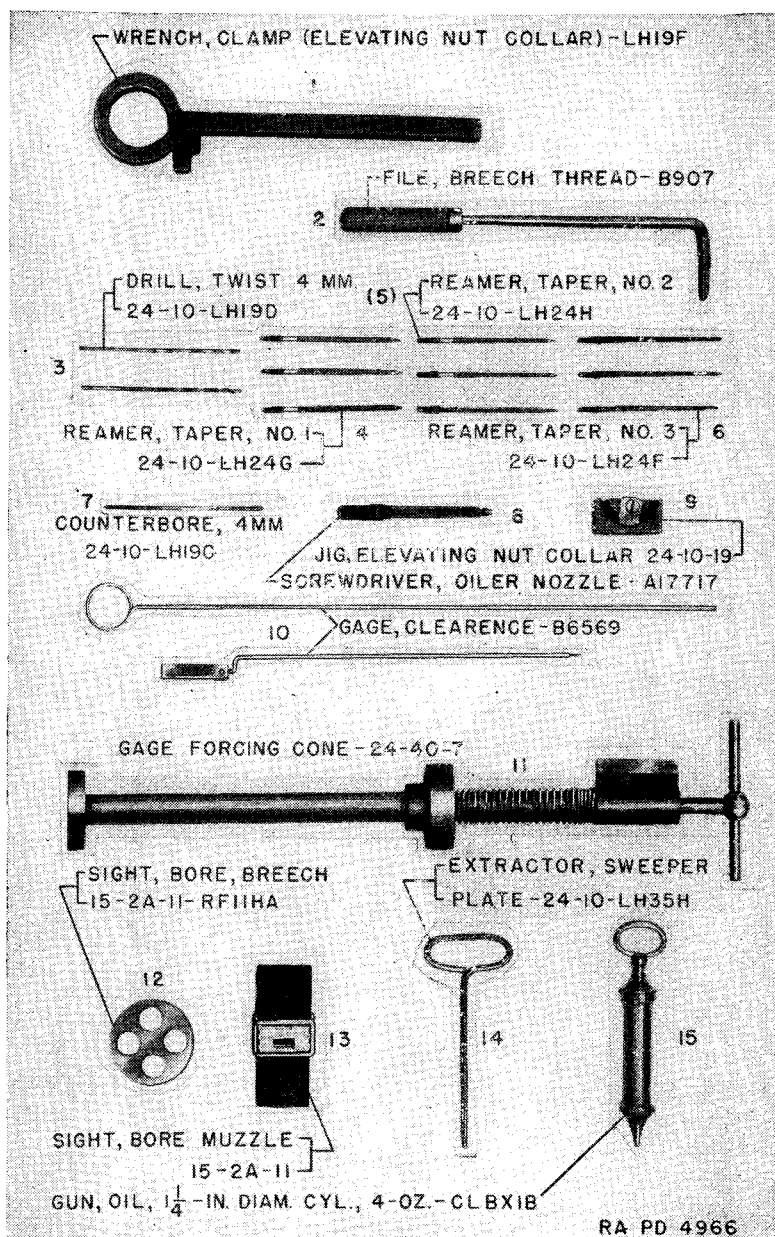 WRENCH, CLAMP (ELEVATING NUT COLLAR)-LH19F
FILE, BREECH THREAD-B907
2
DRILL, TWIST 4 MM
24-10-LH19D
(5)
REAMER, TAPER, NO. 2
24-10-LH24H
3
REAMER, TAPER, NO. 1
24-10-LH24G
4
REAMER, TAPER, NO. 3
24-10-LH24F
6
7
COUNTERBORE, 4MM
24-10-LH19C
8
9
JIG, ELEVATING NUT COLLAR 24-10-19
SCREWDRIVER, OILER NOZZLE-A17717
10
GAGE, CLEARENCE-B6569
GAGE FORCING CONE-24-40-7
11
SIGHT, BORE, BREECH
15-2A-11-RF11HA
EXTRACTOR, SWEEPER
PLATE-24-10-LH35H
12
13
14
15
SIGHT, BORE MUZZLE
15-2A-11
GUN, OIL, 1 1/4-IN. DIAM. CYL., 4-OZ.-CLBX1B
RA PD 4966